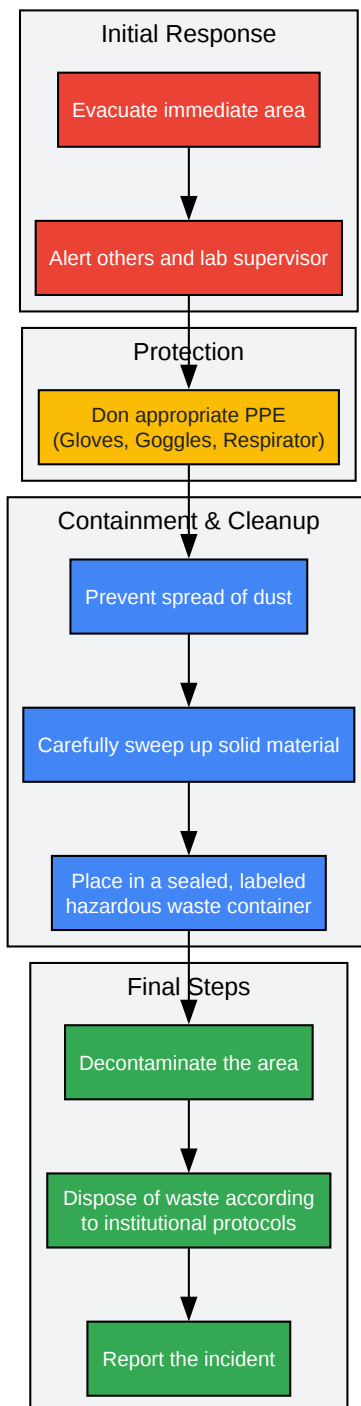 Initial Response
Evacuate immediate area
Alert others and lab supervisor
Protection
Don appropriate PPE
(Gloves, Goggles, Respirator)
Containment & Cleanup
Prevent spread of dust
Carefully sweep up solid material
Place in a sealed, labeled
hazardous waste container
Final Steps
Decontaminate the area
Dispose of waste according
to institutional protocols
Report the incident